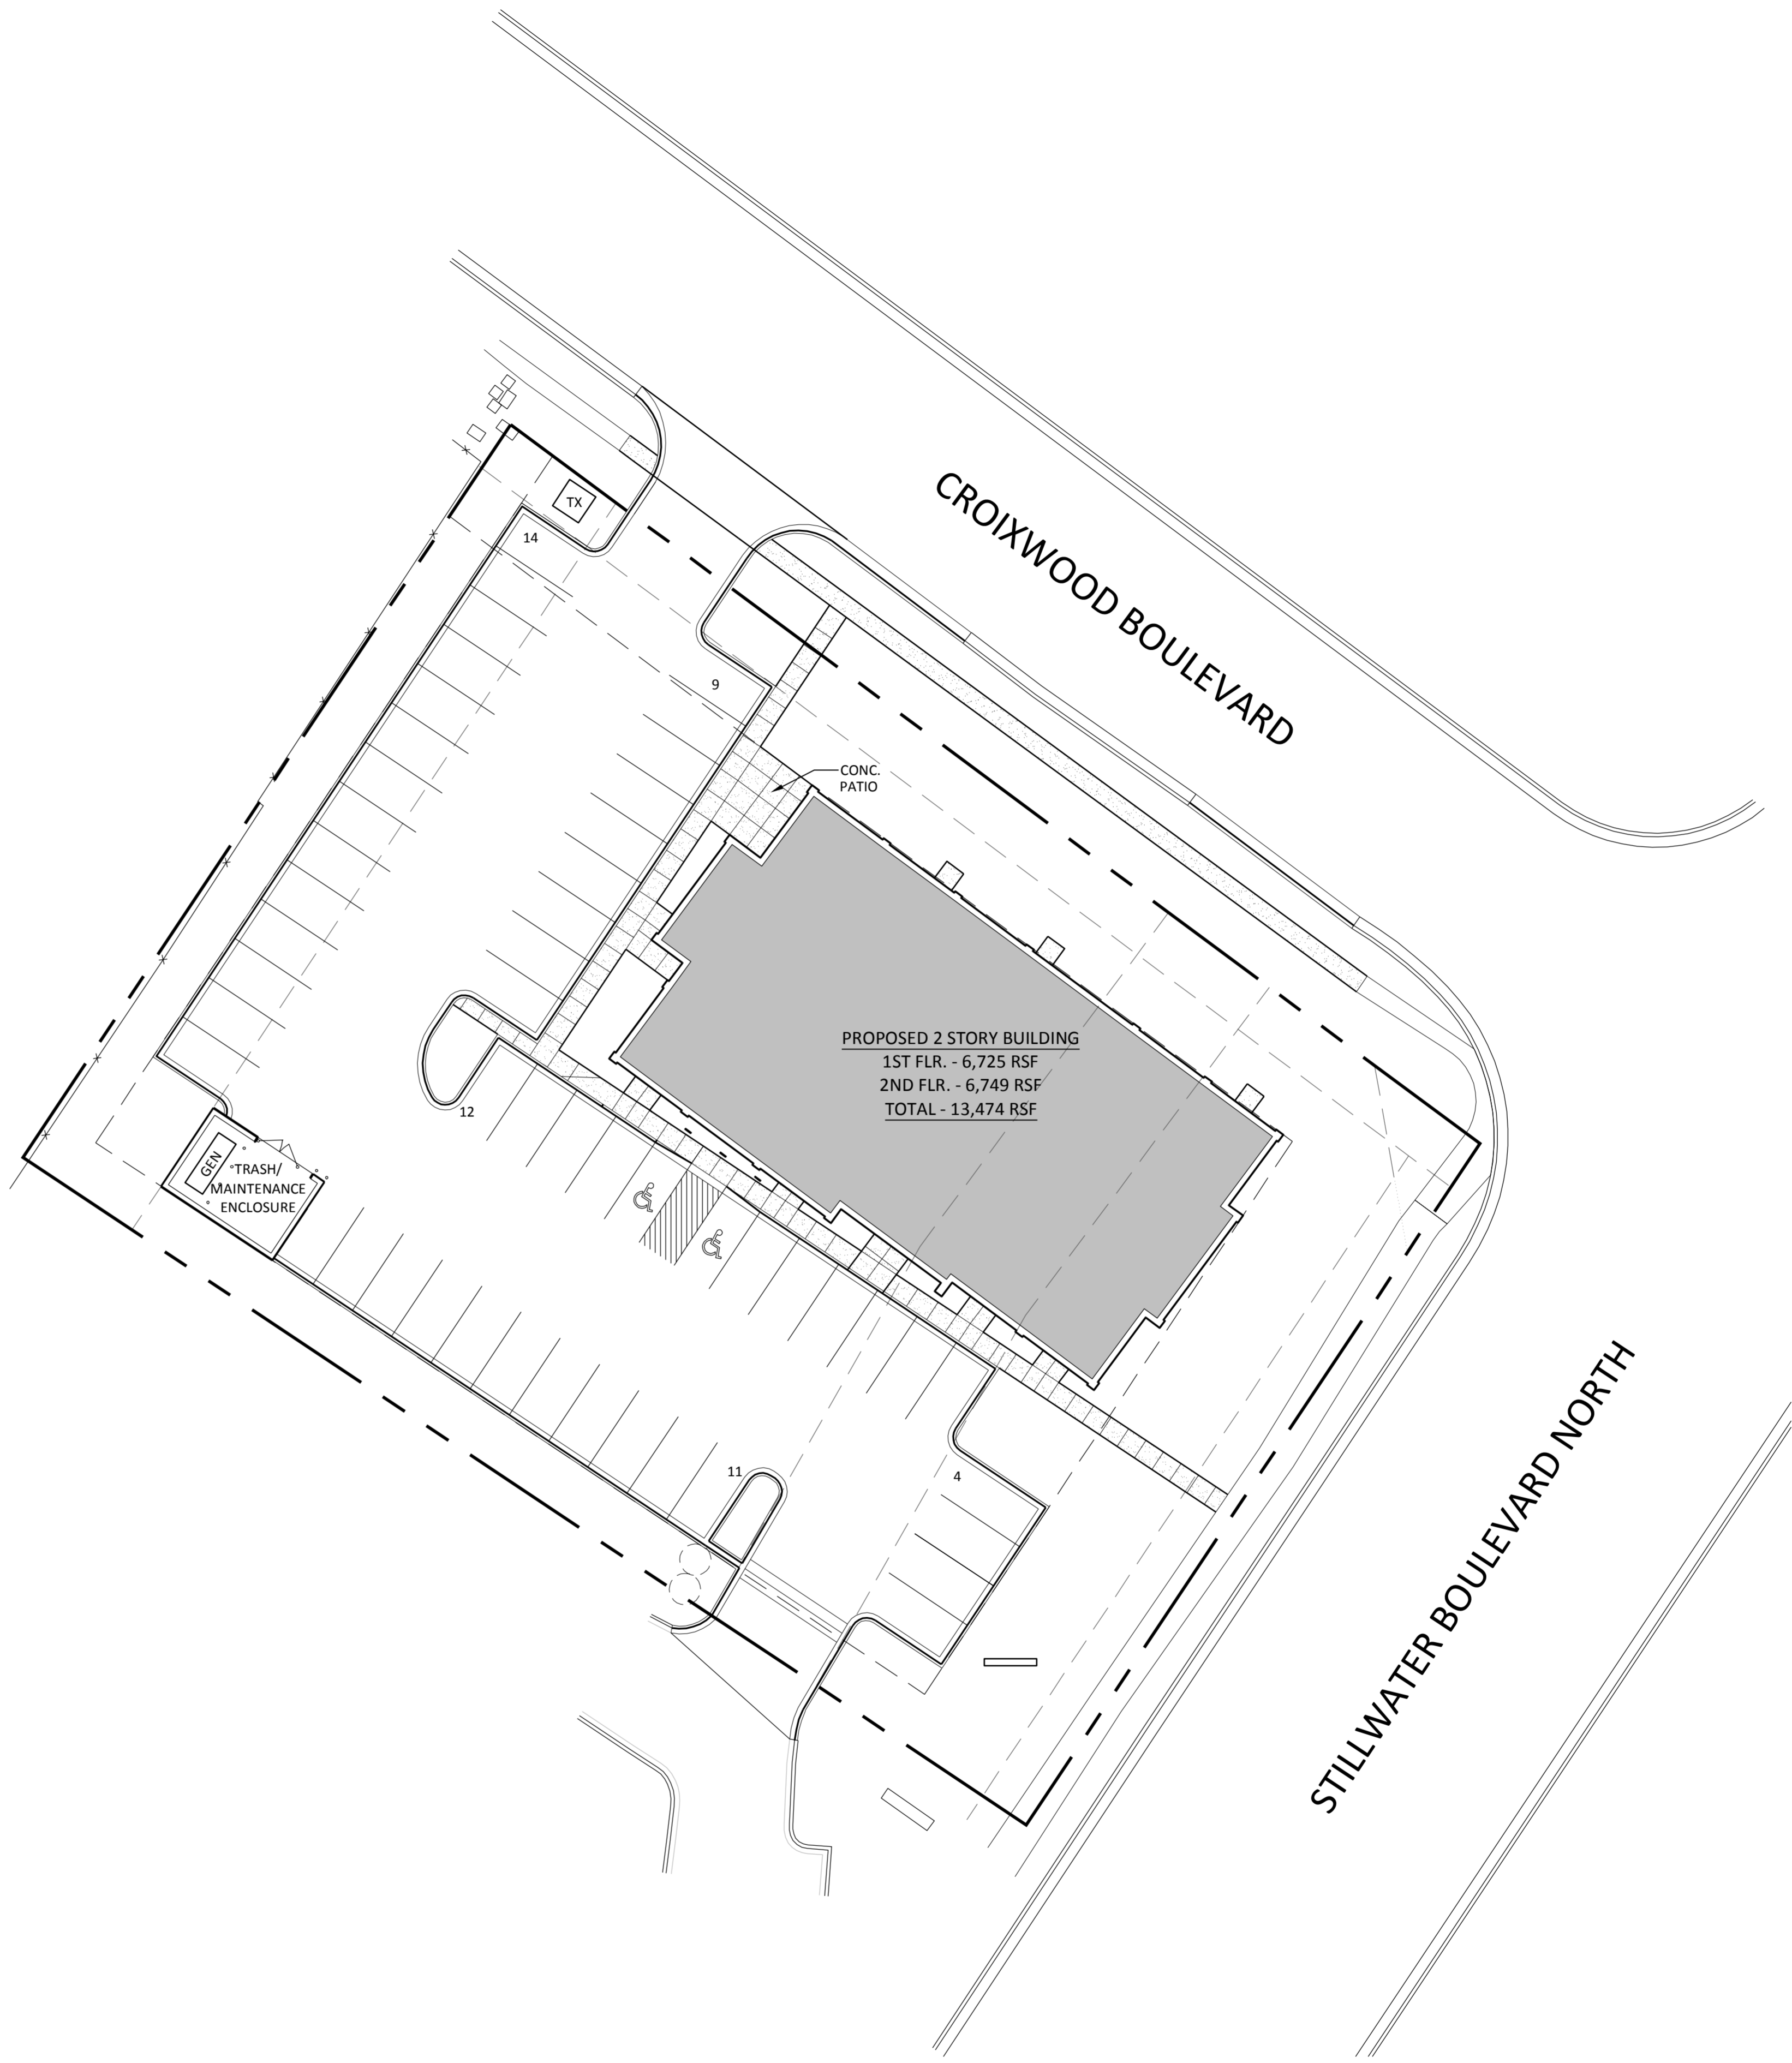 CROIXWOOD BOULEVARD
TX
14
9
CONC.
PATIO
PROPOSED 2 STORY BUILDING
1ST FLR. - 6,725 RSF
2ND FLR. - 6,749 RSF
TOTAL - 13,474 RSF
12
GEN
TRASH/
MAINTENANCE
ENCLOSURE
11
4
STILLWATER BOULEVARD NORTH